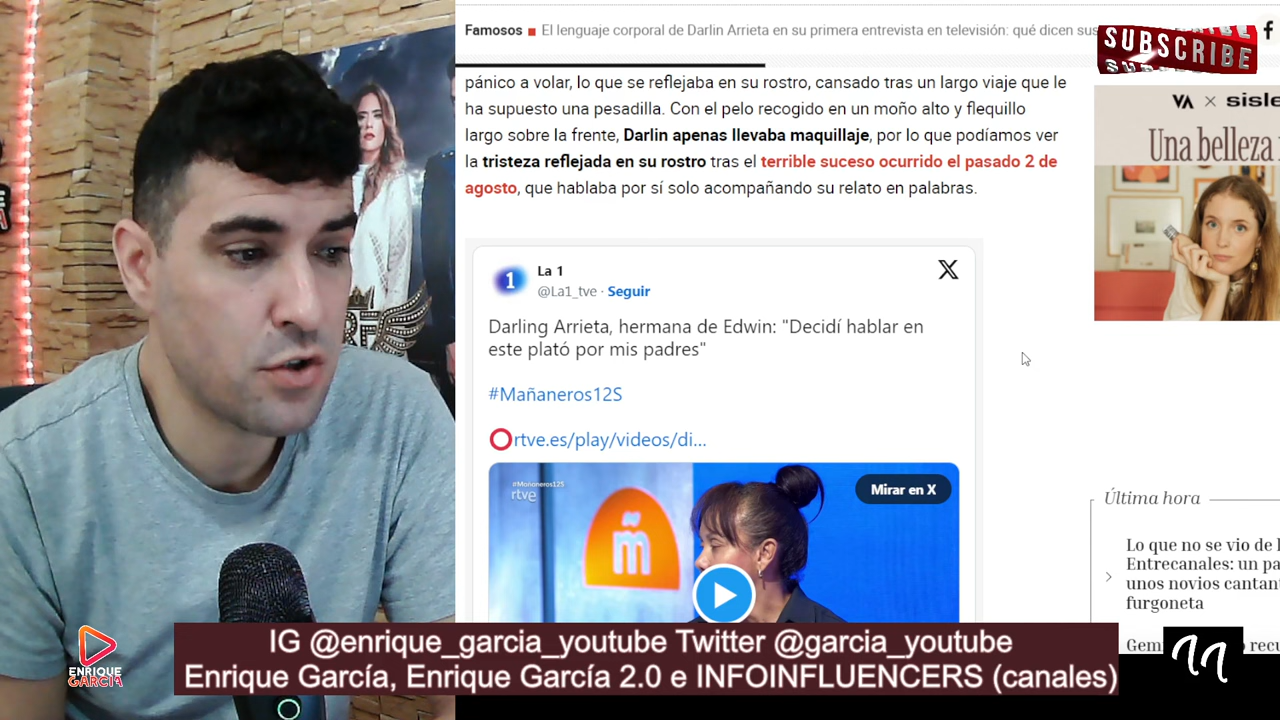 Famosos El lenguaje corporal de Darlin Arrieta en su primera entrevista en televisión: qué dicen sus
SUBSCRIBE
pánico a volar, lo que se reflejaba en su rostro, cansado tras un largo viaje que le
ha supuesto una pesadilla. Con el pelo recogido en un moño alto y flequillo
largo sobre la frente, Darlin apenas llevaba maquillaje, por lo que podíamos ver
la tristeza reflejada en su rostro tras el terrible suceso ocurrido el pasado 2 de
agosto, que hablaba por sí solo acompañando su relato en palabras.
VA × sisle
Una belleza
La 1
@La1_tve · Seguir
Darling Arrieta, hermana de Edwin: "Decidí hablar en
este plató por mis padres"
#Mañaneros12S
rtve.es/play/videos/di...
#Mañaneros12S
rtve
m̃
Mirar en X
Última hora
Lo que no se vio de l
Entrecanales: un pa
unos novios cantan
furgoneta
Gem
recu
IG @enrique_garcia_youtube Twitter @garcia_youtube
Enrique García, Enrique García 2.0 e INFOINFLUENCERS (canales)
ENRIQUE
GARCÍA